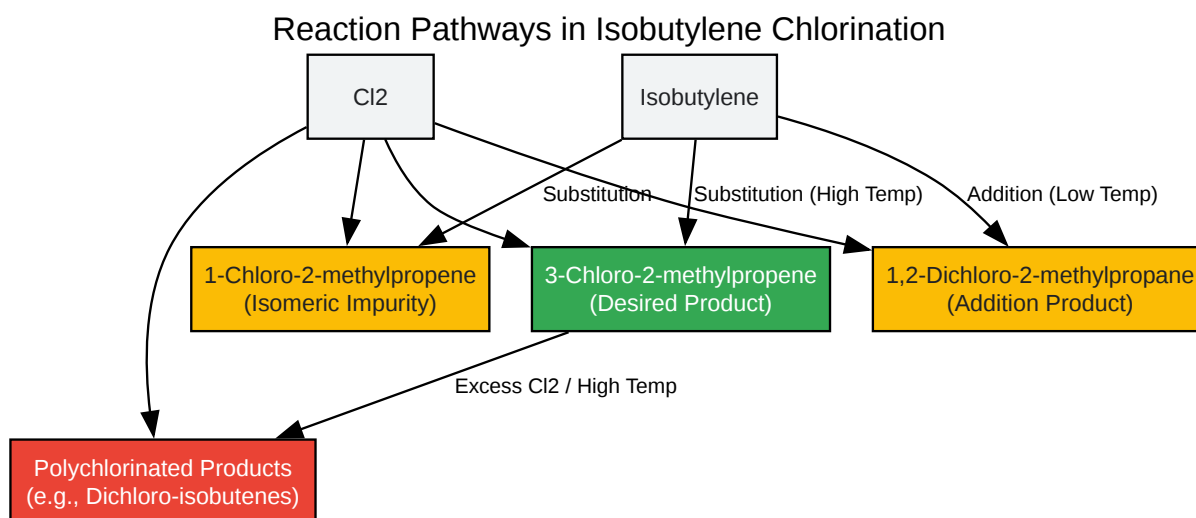 Reaction Pathways in Isobutylene Chlorination
Cl2
Isobutylene
Substitution
Substitution (High Temp)
Addition (Low Temp)
1-Chloro-2-methylpropene
(Isomeric Impurity)
3-Chloro-2-methylpropene
(Desired Product)
1,2-Dichloro-2-methylpropane
(Addition Product)
Excess Cl2 / High Temp
Polychlorinated Products
(e.g., Dichloro-isobutenes)